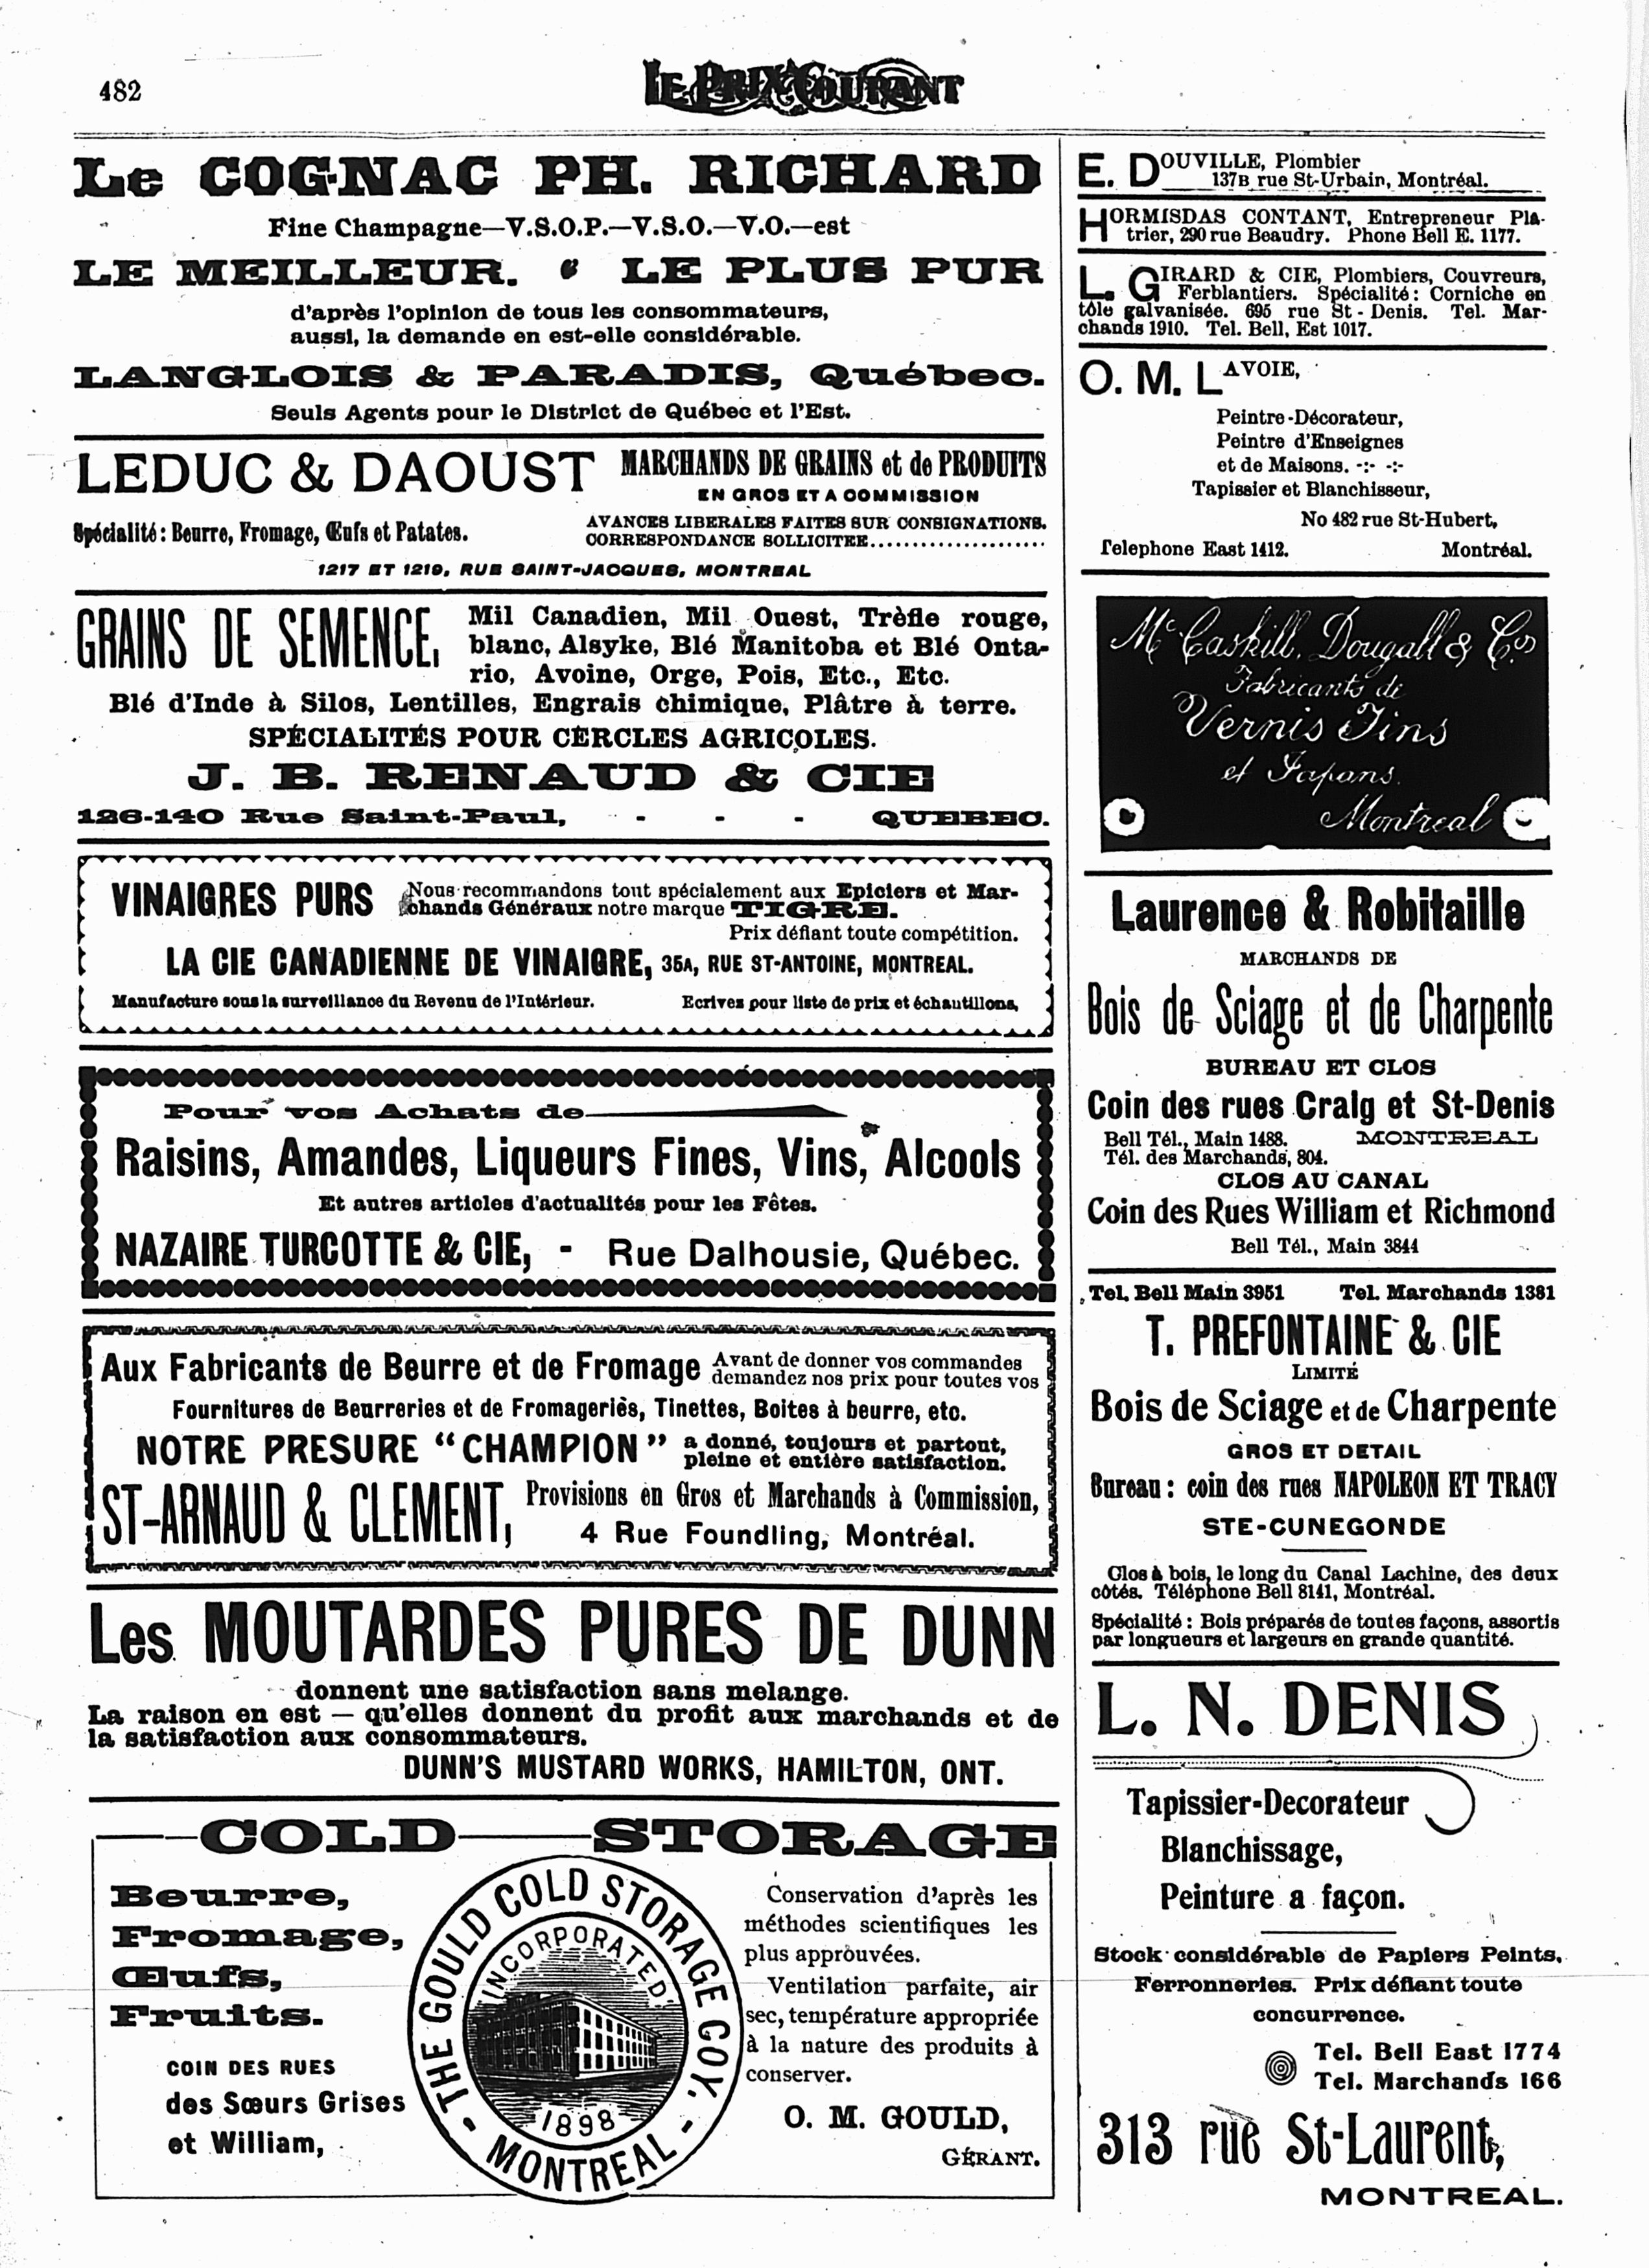 482
LE PRIX COURANT
Le COGNAC PH. RICHARD
Fine Champagne—V.S.O.P.—V.S.O.—V.O.—est
LE MEILLEUR. LE PLUS PUR
d'après l'opinion de tous les consommateurs,
aussi, la demande en est-elle considérable.
LANGLOIS & PARADIS, Québec.
Seuls Agents pour le District de Québec et l'Est.
LEDUC & DAOUST MARCHANDS DE GRAINS et de PRODUITS
EN GROS ET A COMMISSION
Spécialité: Beurre, Fromage, Œufs et Patates.
AVANCES LIBERALES FAITES SUR CONSIGNATIONS.
CORRESPONDANCE SOLLICITEE.....................
1217 ET 1219, RUE SAINT-JACQUES, MONTREAL
GRAINS DE SEMENCE,
Mil Canadien, Mil Ouest, Trèfle rouge,
blanc, Alsyke, Blé Manitoba et Blé Onta-
rio, Avoine, Orge, Pois, Etc., Etc.
Blé d'Inde à Silos, Lentilles, Engrais chimique, Plâtre à terre.
SPÉCIALITÉS POUR CERCLES AGRICOLES.
J. B. RENAUD & CIE
126-140 Rue Saint-Paul, - - - QUEBEC.
VINAIGRES PURS
Nous recommandons tout spécialement aux Epiciers et Mar-
chands Généraux notre marque TIGRE.
Prix défiant toute compétition.
LA CIE CANADIENNE DE VINAIGRE, 35A, RUE ST-ANTOINE, MONTREAL.
Manufacture sous la surveillance du Revenu de l'Intérieur. Ecrivez pour liste de prix et échantillons,
Pour vos Achats de
Raisins, Amandes, Liqueurs Fines, Vins, Alcools
Et autres articles d'actualités pour les Fêtes.
NAZAIRE TURCOTTE & CIE, - Rue Dalhousie, Québec.
Aux Fabricants de Beurre et de Fromage
Avant de donner vos commandes
demandez nos prix pour toutes vos
Fournitures de Beurreries et de Fromageriès, Tinettes, Boites à beurre, etc.
NOTRE PRESURE "CHAMPION"
a donné, toujours et partout,
pleine et entière satisfaction.
ST-ARNAUD & CLEMENT,
Provisions en Gros et Marchands à Commission,
4 Rue Foundling, Montréal.
Les MOUTARDES PURES DE DUNN
donnent une satisfaction sans melange.
La raison en est — qu'elles donnent du profit aux marchands et de
la satisfaction aux consommateurs.
DUNN'S MUSTARD WORKS, HAMILTON, ONT.
COLD STORAGE
Beurre,
Fromage,
Œufs,
Fruits.
COIN DES RUES
des Sœurs Grises
et William,
THE GOULD COLD STORAGE COY. - MONTREAL -
INCORPORATED
1898
Conservation d'après les
méthodes scientifiques les
plus approuvées.
Ventilation parfaite, air
sec, température appropriée
à la nature des produits à
conserver.
O. M. GOULD,
GÉRANT.
E. DOUVILLE, Plombier
137B rue St-Urbain, Montréal.
HORMISDAS CONTANT, Entrepreneur Plâ-
trier, 290 rue Beaudry. Phone Bell E. 1177.
L. GIRARD & CIE, Plombiers, Couvreurs,
Ferblantiers. Spécialité: Corniche en
tôle galvanisée. 695 rue St-Denis. Tel. Mar-
chands 1910. Tel. Bell, Est 1017.
O. M. LAVOIE,
Peintre-Décorateur,
Peintre d'Enseignes
et de Maisons. -:- -:-
Tapissier et Blanchisseur,
No 482 rue St-Hubert,
Telephone East 1412. Montréal.
McCaskill, Dougall & Co
Fabricants de
Vernis Fins
et Japans.
Montreal
Laurence & Robitaille
MARCHANDS DE
Bois de Sciage et de Charpente
BUREAU ET CLOS
Coin des rues Craig et St-Denis
Bell Tél., Main 1488. MONTREAL
Tél. des Marchands, 804.
CLOS AU CANAL
Coin des Rues William et Richmond
Bell Tél., Main 3844
Tel. Bell Main 3951 Tel. Marchands 1381
T. PREFONTAINE & CIE
LIMITÉ
Bois de Sciage et de Charpente
GROS ET DETAIL
Bureau: coin des rues NAPOLEON ET TRACY
STE-CUNEGONDE
Clos à bois, le long du Canal Lachine, des deux
côtés. Téléphone Bell 8141, Montréal.
Spécialité: Bois préparés de toutes façons, assortis
par longueurs et largeurs en grande quantité.
L. N. DENIS
Tapissier-Decorateur
Blanchissage,
Peinture a façon.
Stock considérable de Papiers Peints,
Ferronneries. Prix défiant toute
concurrence.
Tel. Bell East 1774
Tel. Marchands 166
313 rue St-Laurent,
MONTREAL.